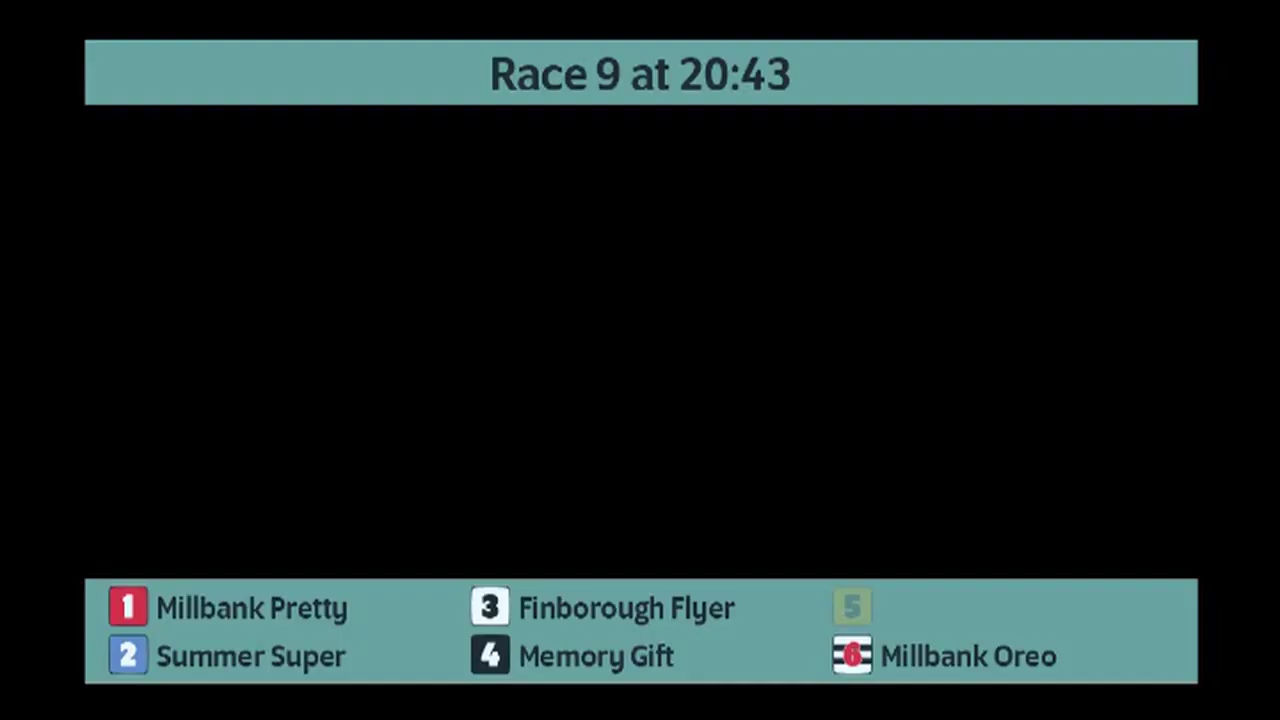 Race 9 at 20:43
1 Millbank Pretty
2 Summer Super
3 Finborough Flyer
4 Memory Gift
5
6 Millbank Oreo